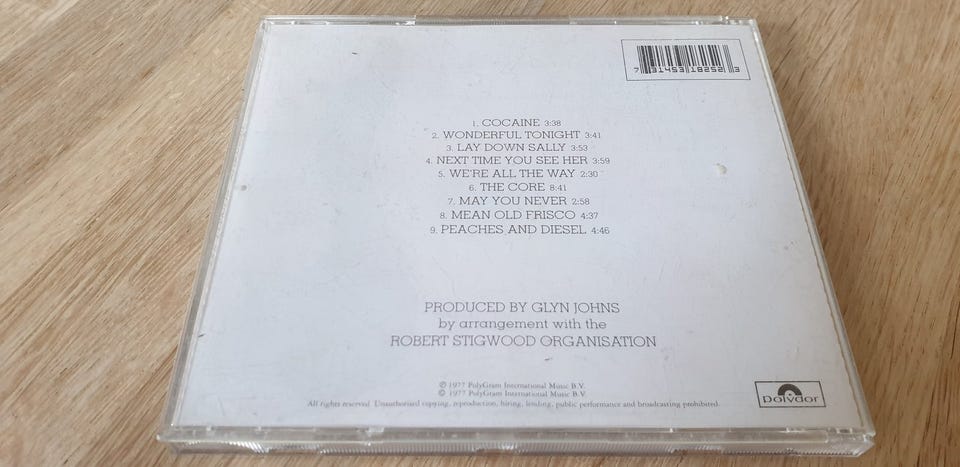 7 31453 18252 3
1. COCAINE 3:38
2. WONDERFUL TONIGHT 3:41
3. LAY DOWN SALLY 3:53
4. NEXT TIME YOU SEE HER 3:59
5. WE'RE ALL THE WAY 2:30
6. THE CORE 8:41
7. MAY YOU NEVER 2:58
8. MEAN OLD FRISCO 4:37
9. PEACHES AND DIESEL 4:46
PRODUCED BY GLYN JOHNS
by arrangement with the
ROBERT STIGWOOD ORGANISATION
℗ 1977 PolyGram International Music B.V.
© 1977 PolyGram International Music B.V.
All rights reserved. Unauthorised copying, reproduction, hiring, lending, public performance and broadcasting prohibited.
Polydor